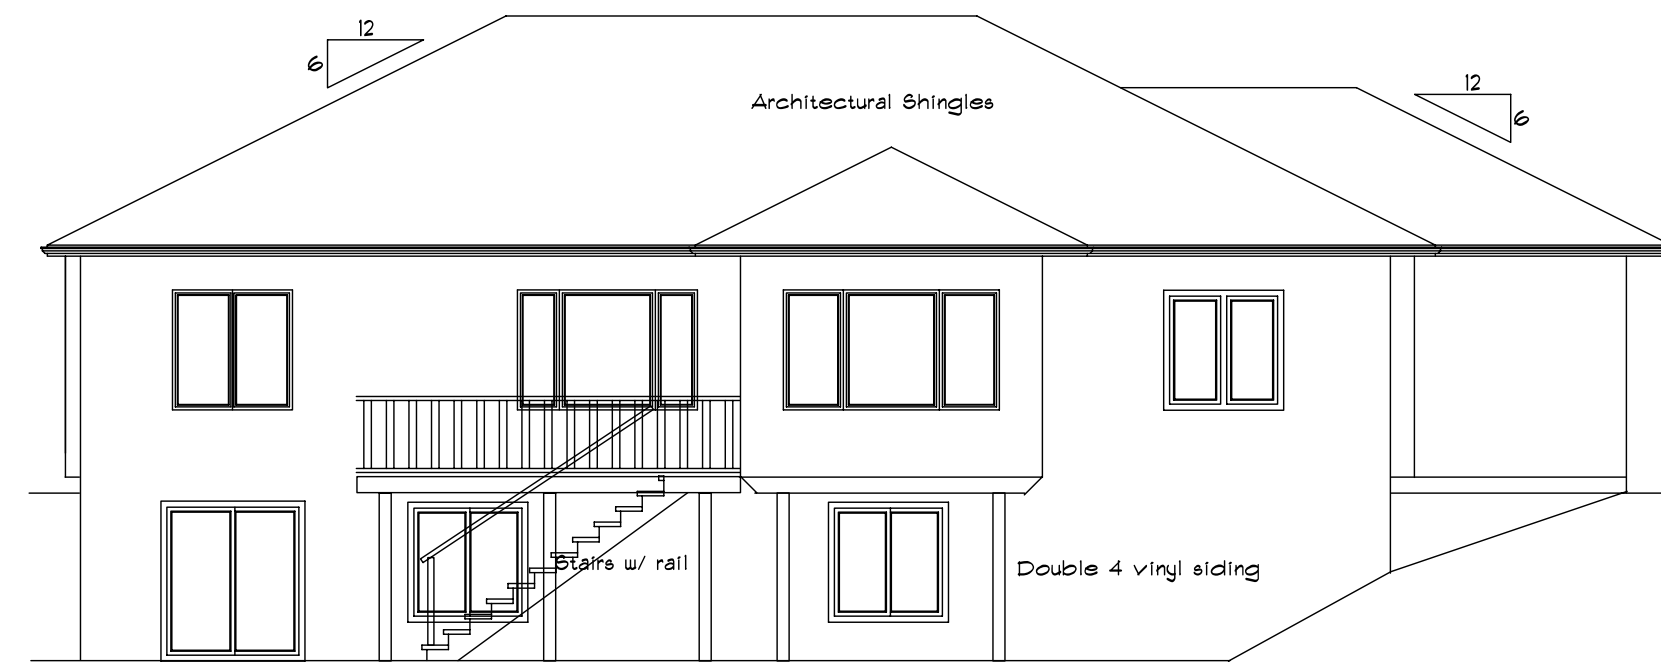 12
6
Architectural Shingles
12
6
Stairs w/ rail
Double 4 vinyl siding